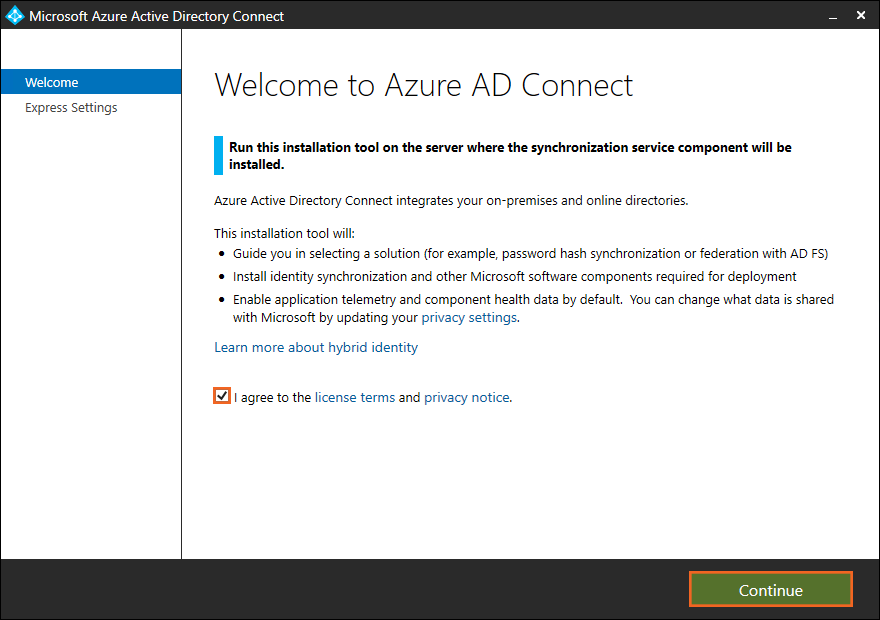 Microsoft Azure Active Directory Connect
Welcome
Express Settings
Welcome to Azure AD Connect
Run this installation tool on the server where the synchronization service component will be
installed.
Azure Active Directory Connect integrates your on-premises and online directories.
This installation tool will:
• Guide you in selecting a solution (for example, password hash synchronization or federation with AD FS)
• Install identity synchronization and other Microsoft software components required for deployment
• Enable application telemetry and component health data by default.  You can change what data is shared
with Microsoft by updating your privacy settings.
Learn more about hybrid identity
I agree to the license terms and privacy notice.
Continue